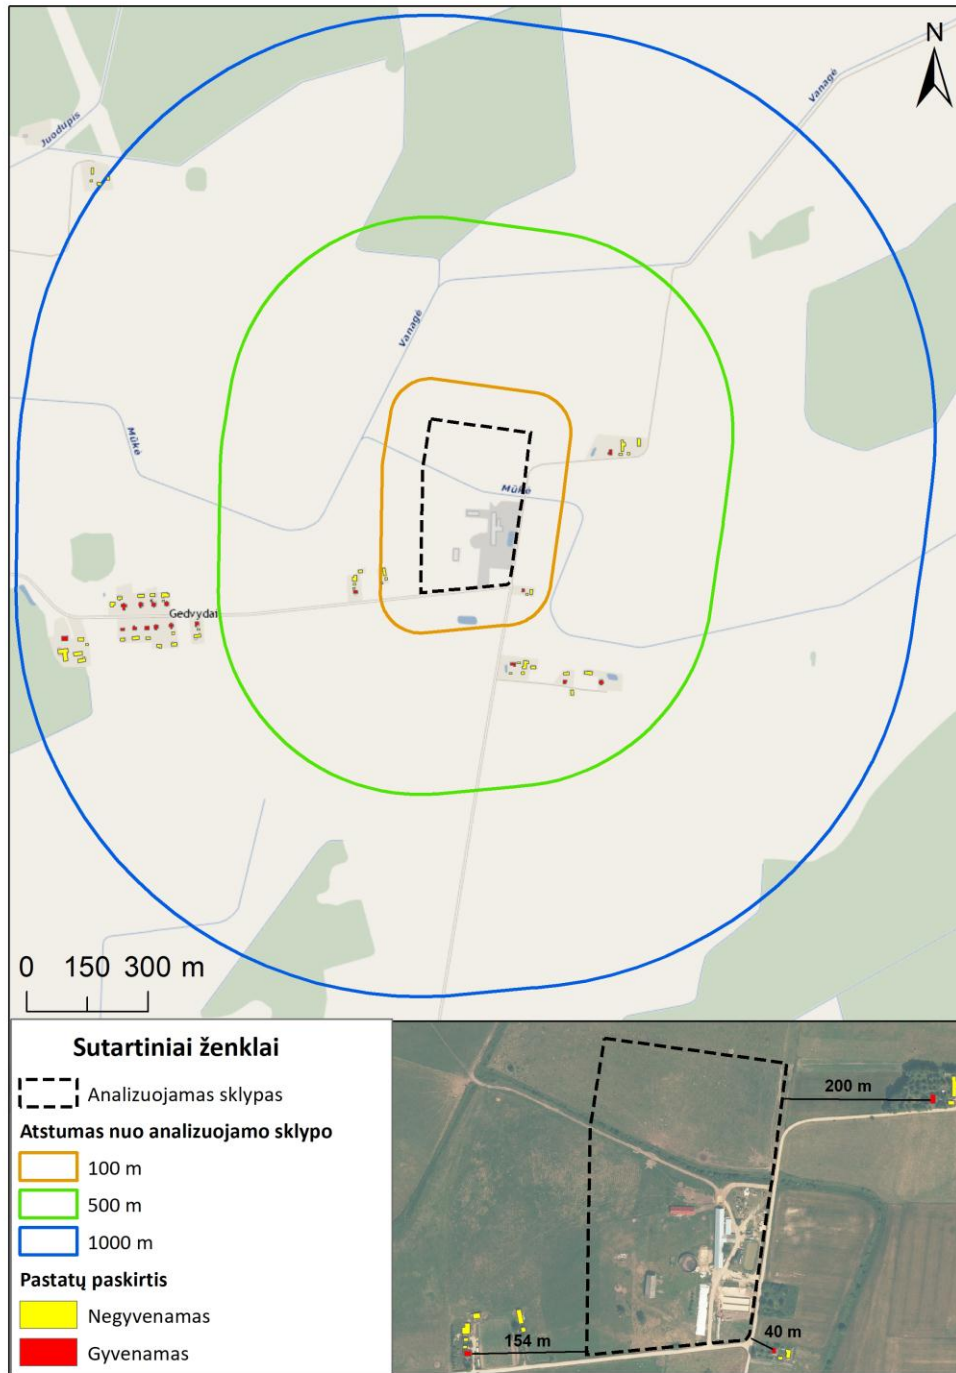 N
Vanagė
Juodupis
Vanagė
Mūkė
Mūkė
Gedvydai
0 150 300 m
Sutartiniai ženklai
Analizuojamas sklypas
Atstumas nuo analizuojamo sklypo
100 m
500 m
1000 m
Pastatų paskirtis
Negyvenamas
Gyvenamas
200 m
154 m
40 m